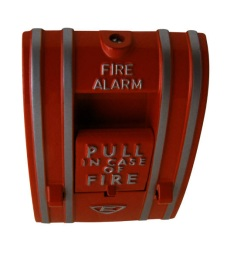 FIRE
ALARM
PULL
IN CASE
OF
FIRE